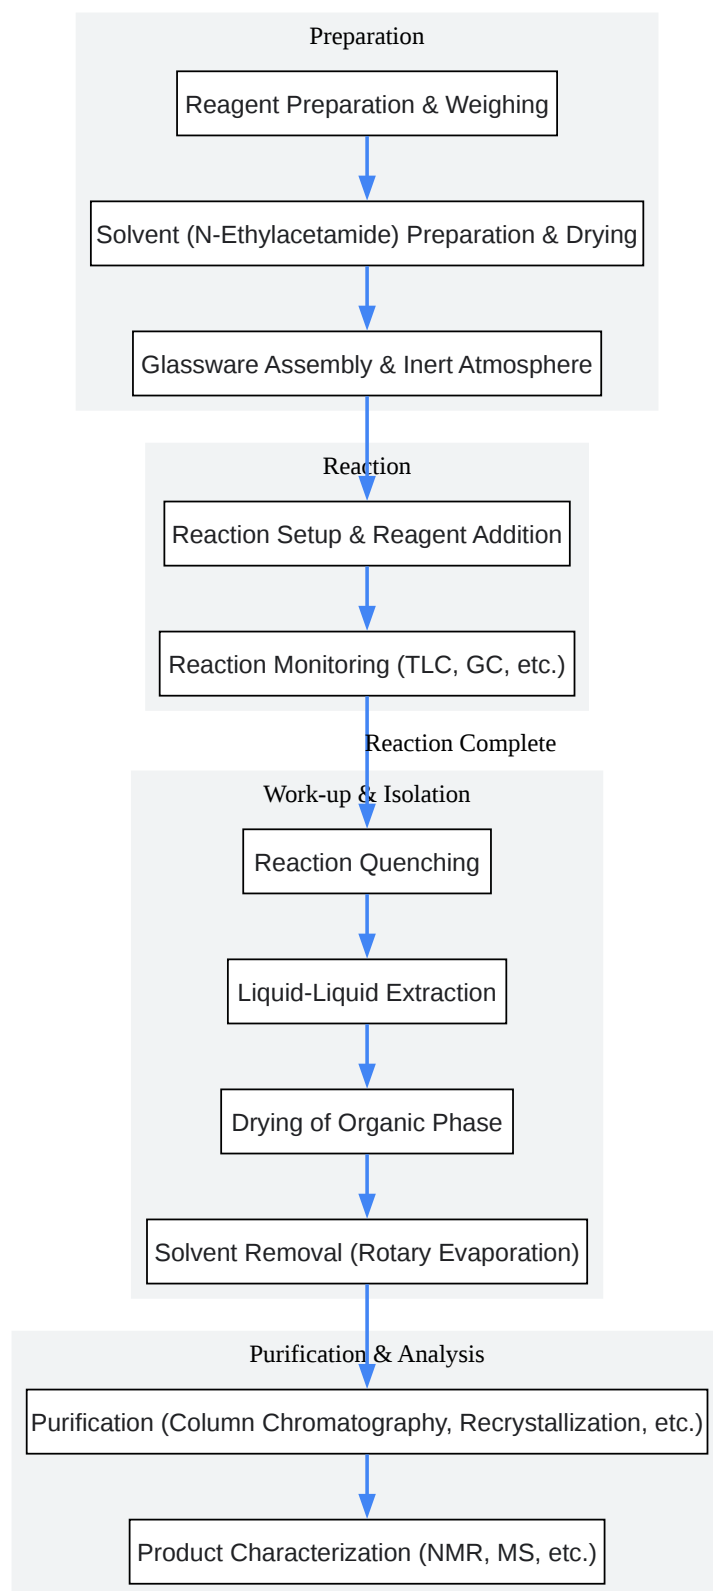 Preparation
Reagent Preparation & Weighing
Solvent (N-Ethylacetamide) Preparation & Drying
Glassware Assembly & Inert Atmosphere
Reaction
Reaction Setup & Reagent Addition
Reaction Monitoring (TLC, GC, etc.)
Reaction Complete
Work-up & Isolation
Reaction Quenching
Liquid-Liquid Extraction
Drying of Organic Phase
Solvent Removal (Rotary Evaporation)
Purification & Analysis
Purification (Column Chromatography, Recrystallization, etc.)
Product Characterization (NMR, MS, etc.)